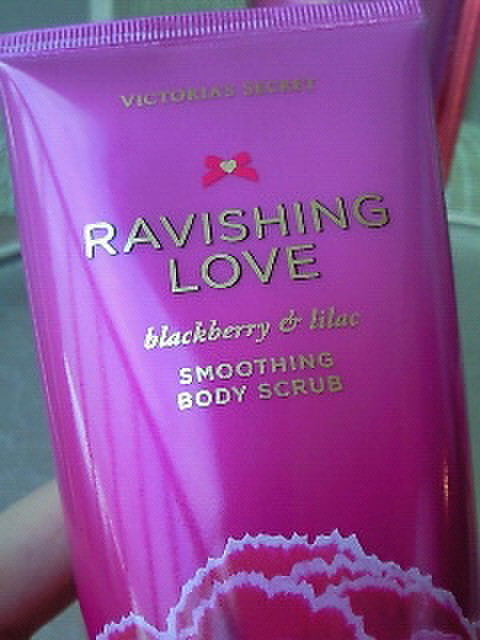 VICTORIA'S SECRET
RAVISHING
LOVE
blackberry & lilac
SMOOTHING
BODY SCRUB